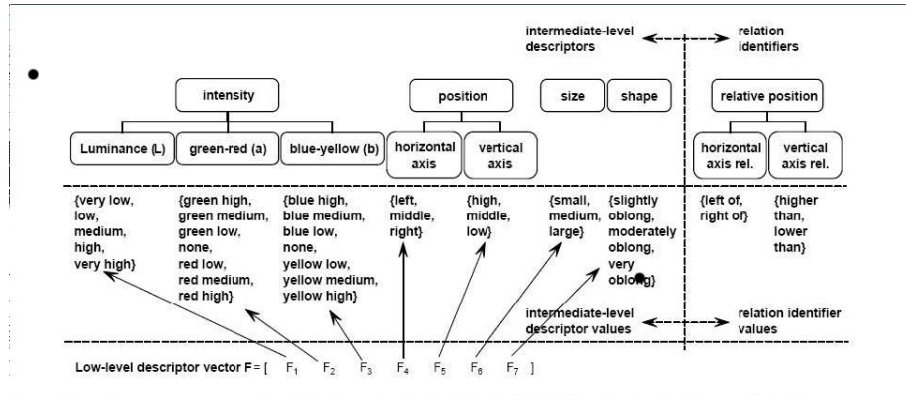 intermediate-level descriptors
relation identifiers
intensity
position
size
shape
relative position
Luminance (L)
green-red (a)
blue-yellow (b)
horizontal axis
vertical axis
horizontal axis rel.
vertical axis rel.
{very low,
low,
medium,
high,
very high}
{green high,
green medium,
green low,
none,
red low,
red medium,
red high}
{blue high,
blue medium,
blue low,
none,
yellow low,
yellow medium,
yellow high}
{left,
middle,
right}
{high,
middle,
low}
{small,
medium,
large}
{slightly
oblong,
moderately
oblong,
very
oblong}
{left of,
right of}
{higher
than,
lower
than}
intermediate-level
descriptor values
relation identifier
values
Low-level descriptor vector F = [ F1 F2 F3 F4 F5 F6 F7 ]